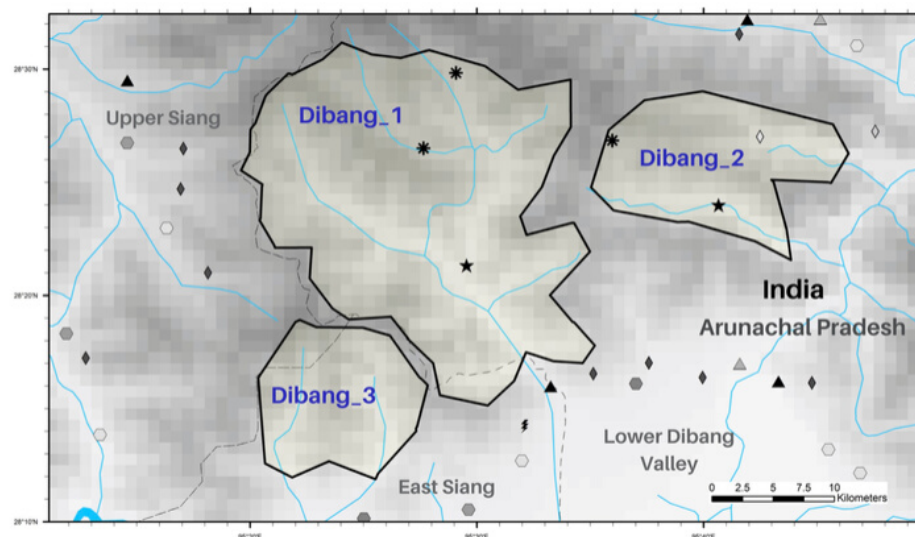 28°30'N
Upper Siang
Dibang_1
Dibang_2
28°20'N
India
Arunachal Pradesh
Dibang_3
Lower Dibang
Valley
East Siang
0 2.5 5 7.5 10
Kilometers
28°10'N